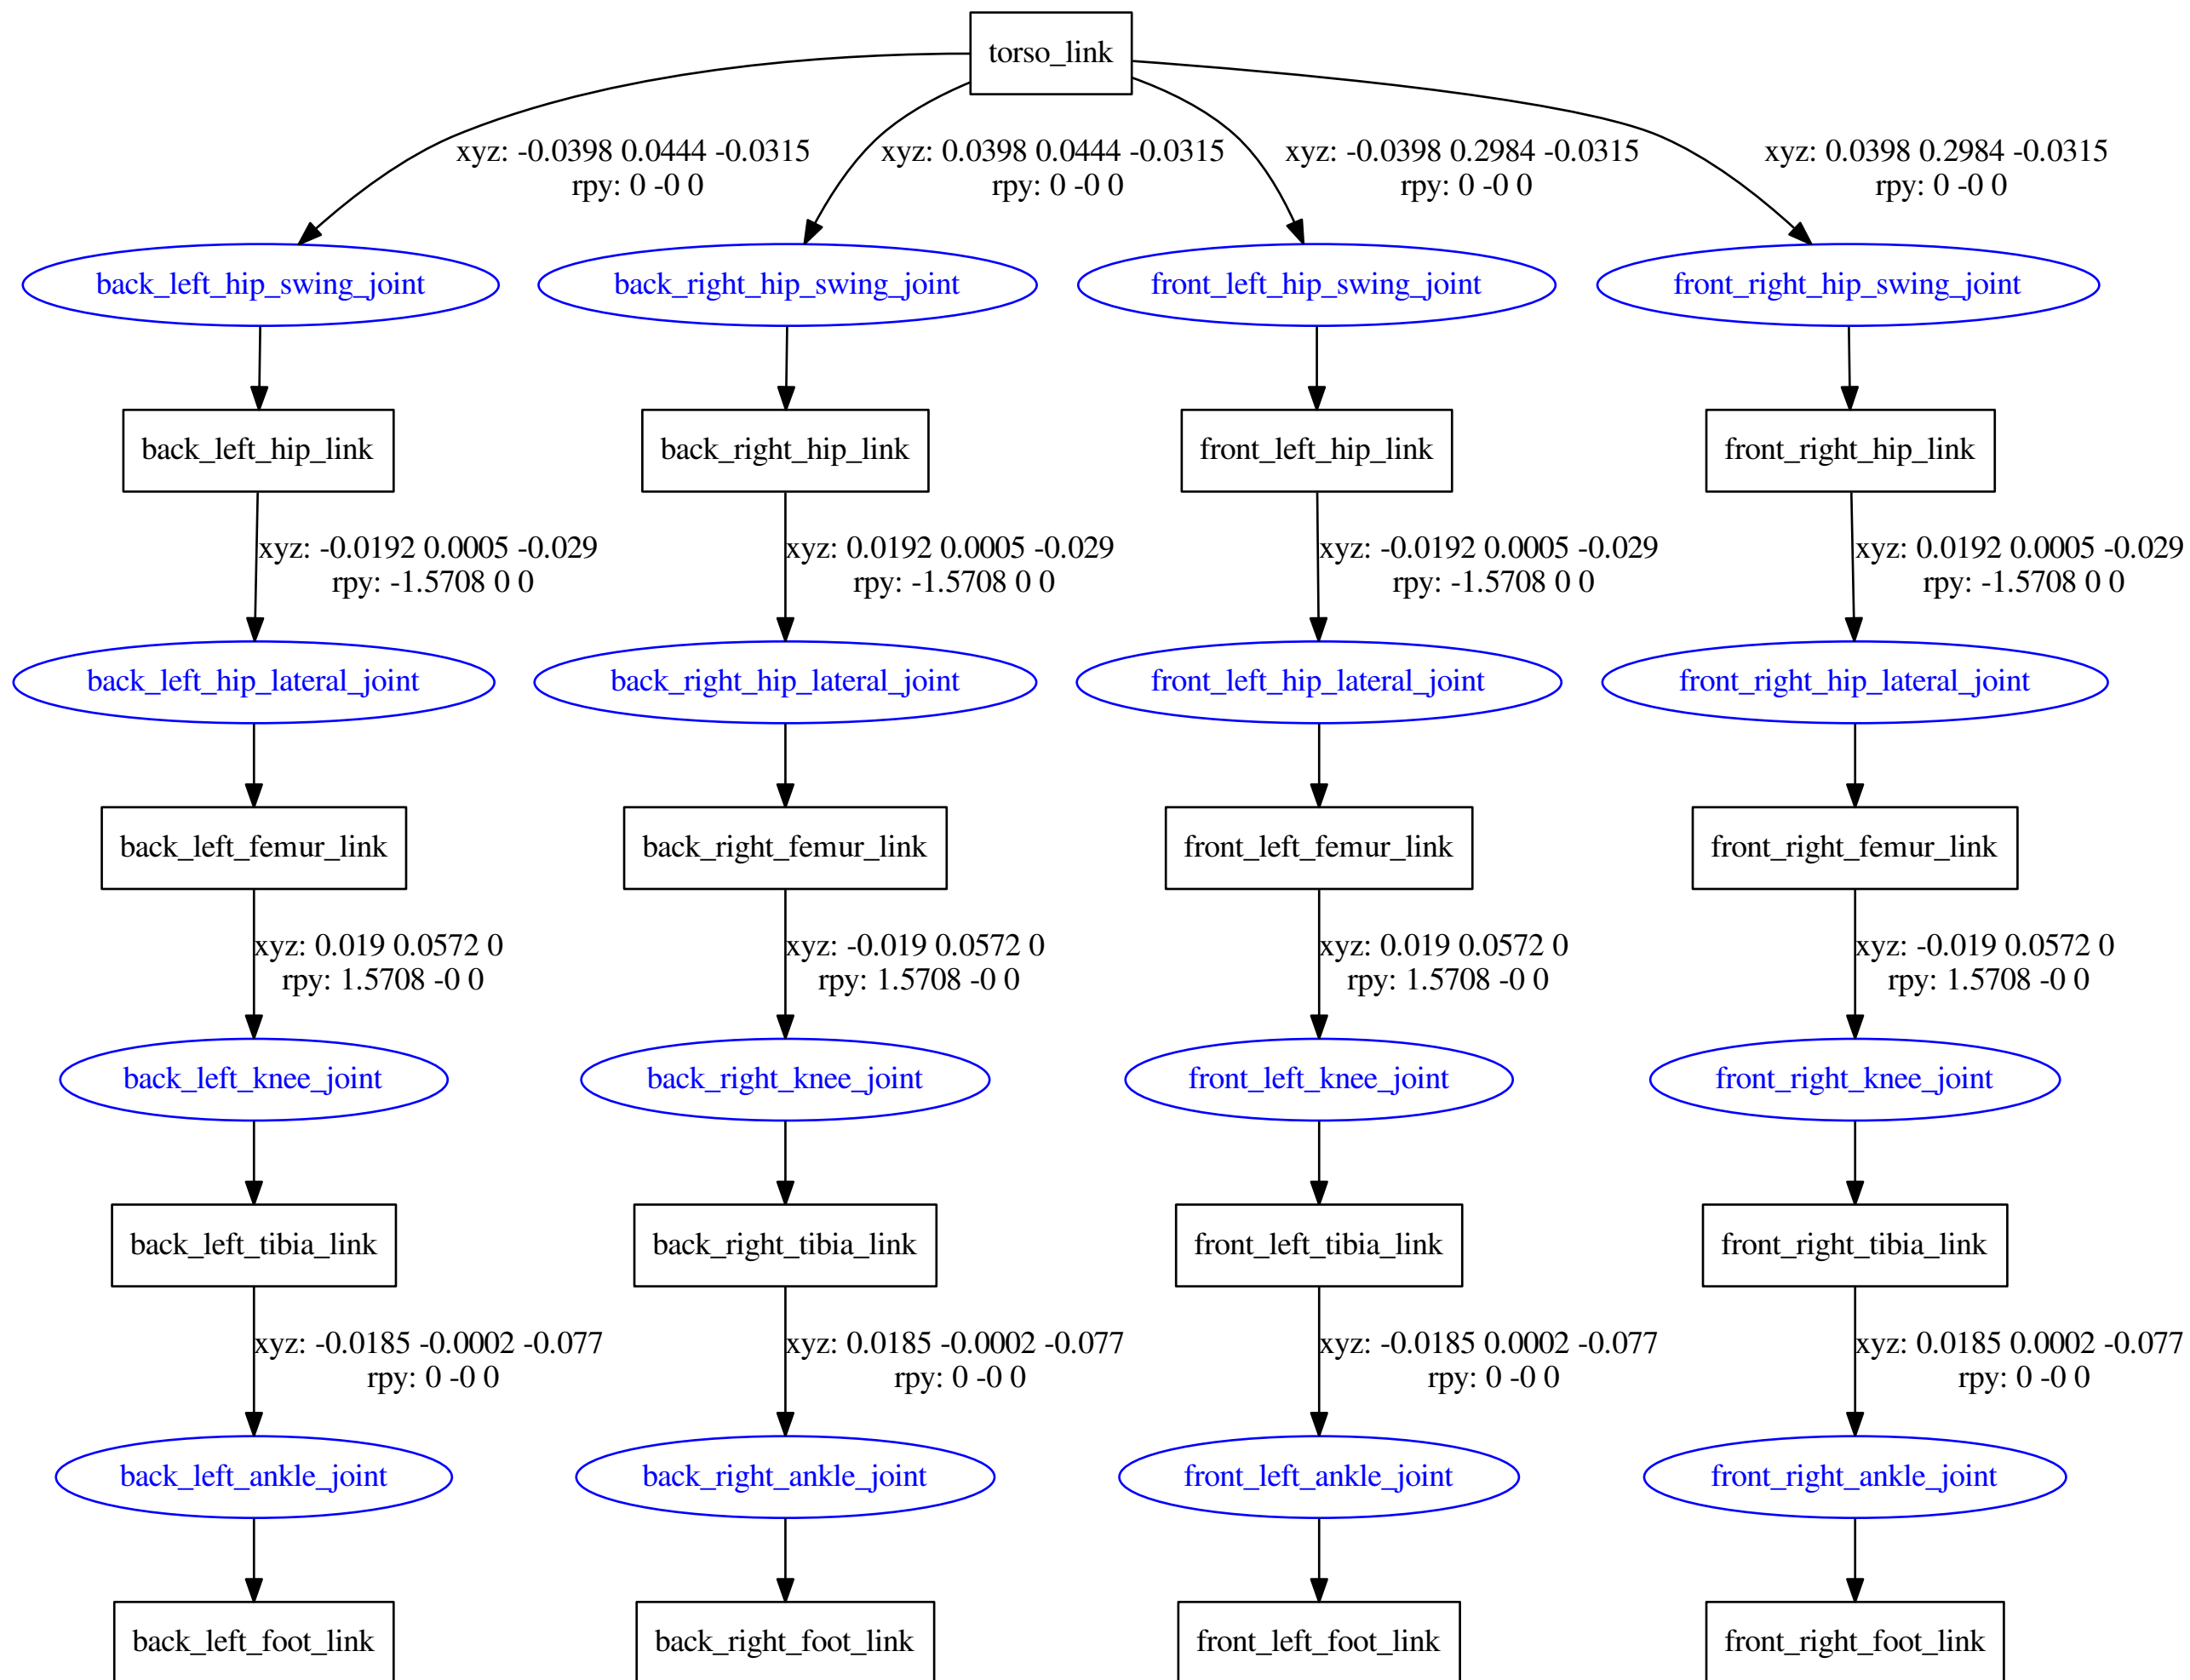 torso_link
xyz: -0.0398 0.0444 -0.0315
rpy: 0 -0 0
xyz: 0.0398 0.0444 -0.0315
rpy: 0 -0 0
xyz: -0.0398 0.2984 -0.0315
rpy: 0 -0 0
xyz: 0.0398 0.2984 -0.0315
rpy: 0 -0 0
back_left_hip_swing_joint
back_right_hip_swing_joint
front_left_hip_swing_joint
front_right_hip_swing_joint
back_left_hip_link
back_right_hip_link
front_left_hip_link
front_right_hip_link
xyz: -0.0192 0.0005 -0.029
rpy: -1.5708 0 0
xyz: 0.0192 0.0005 -0.029
rpy: -1.5708 0 0
xyz: -0.0192 0.0005 -0.029
rpy: -1.5708 0 0
xyz: 0.0192 0.0005 -0.029
rpy: -1.5708 0 0
back_left_hip_lateral_joint
back_right_hip_lateral_joint
front_left_hip_lateral_joint
front_right_hip_lateral_joint
back_left_femur_link
back_right_femur_link
front_left_femur_link
front_right_femur_link
xyz: 0.019 0.0572 0
rpy: 1.5708 -0 0
xyz: -0.019 0.0572 0
rpy: 1.5708 -0 0
xyz: 0.019 0.0572 0
rpy: 1.5708 -0 0
xyz: -0.019 0.0572 0
rpy: 1.5708 -0 0
back_left_knee_joint
back_right_knee_joint
front_left_knee_joint
front_right_knee_joint
back_left_tibia_link
back_right_tibia_link
front_left_tibia_link
front_right_tibia_link
xyz: -0.0185 -0.0002 -0.077
rpy: 0 -0 0
xyz: 0.0185 -0.0002 -0.077
rpy: 0 -0 0
xyz: -0.0185 0.0002 -0.077
rpy: 0 -0 0
xyz: 0.0185 0.0002 -0.077
rpy: 0 -0 0
back_left_ankle_joint
back_right_ankle_joint
front_left_ankle_joint
front_right_ankle_joint
back_left_foot_link
back_right_foot_link
front_left_foot_link
front_right_foot_link